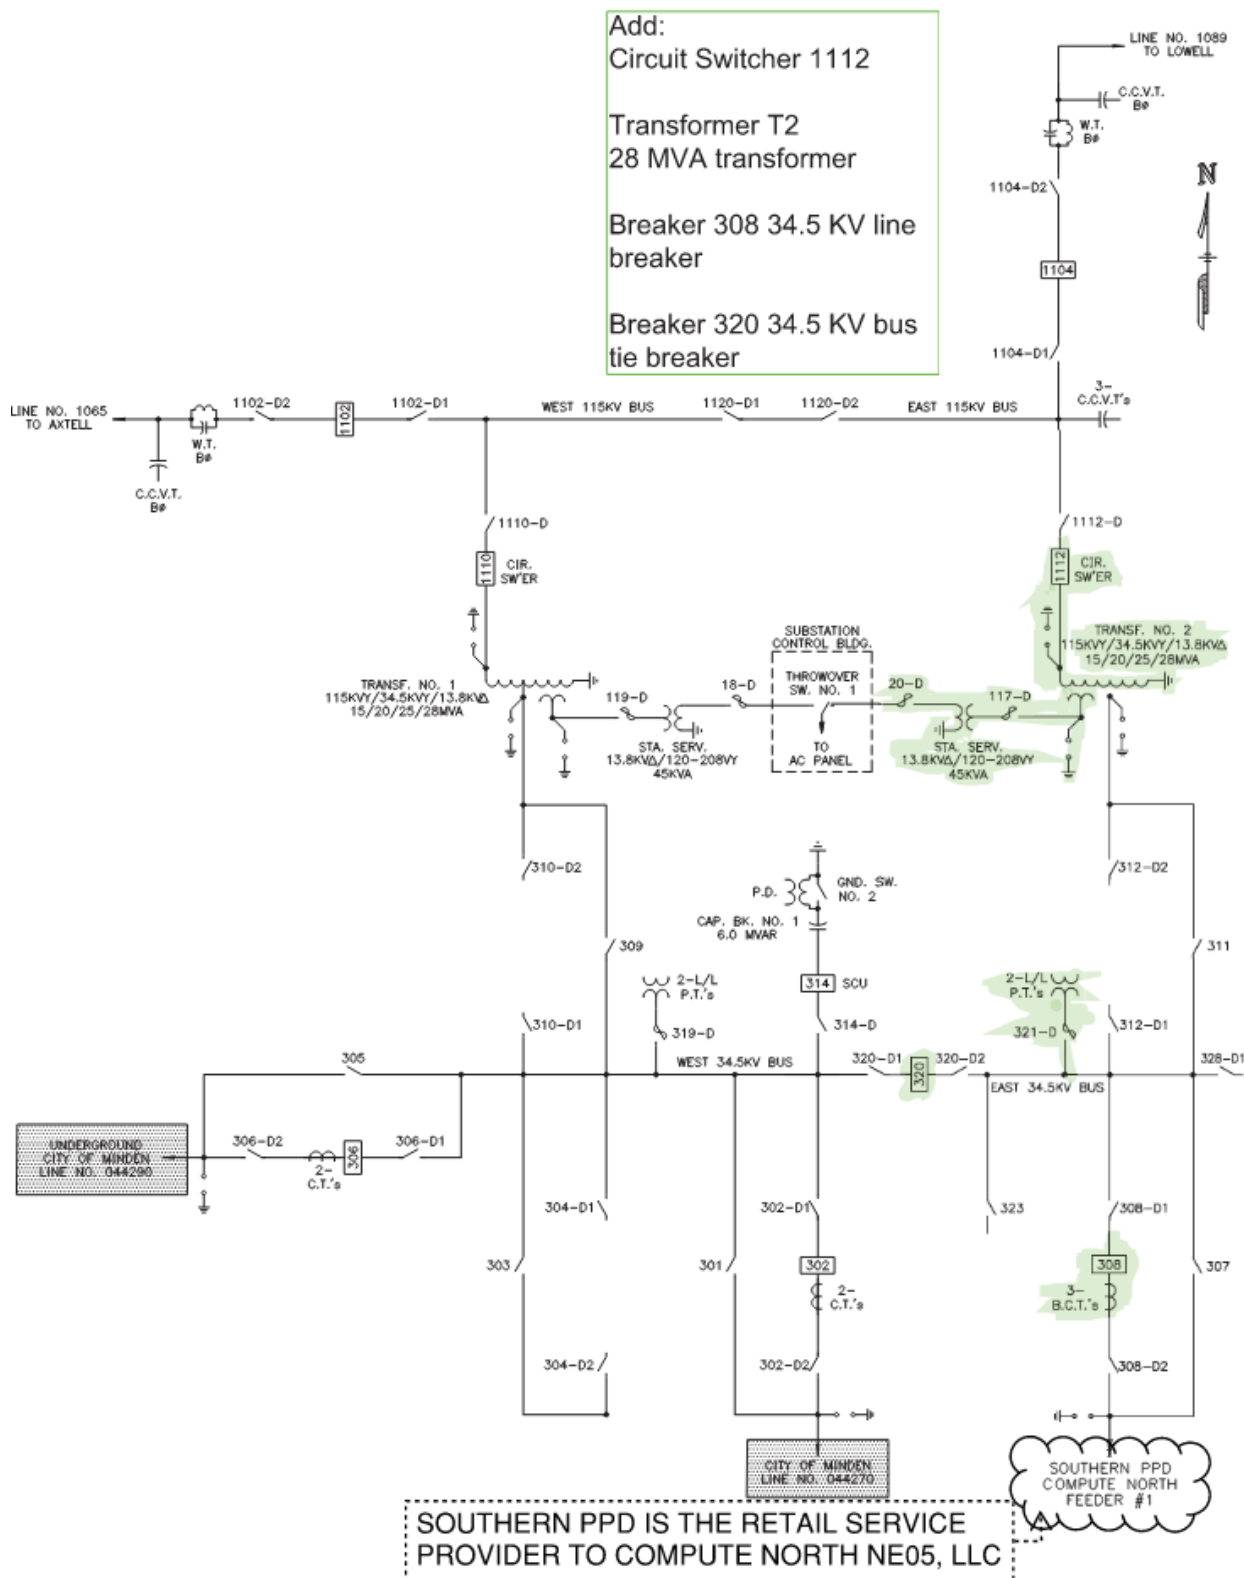 Add:
Circuit Switcher 1112
Transformer T2
28 MVA transformer
Breaker 308 34.5 KV line
breaker
Breaker 320 34.5 KV bus
tie breaker
LINE NO. 1089
TO LOWELL
C.C.V.T.
BØ
W.T.
BØ
1104-D2
N
1104
1104-D1
3-
C.C.V.T's
LINE NO. 1065
TO AXTELL
1102-D2
1102
1102-D1
WEST 115KV BUS
1120-D1
1120-D2
EAST 115KV BUS
W.T.
BØ
C.C.V.T.
BØ
1110-D
1112-D
1110
CIR.
SW'ER
1112
CIR.
SW'ER
SUBSTATION
CONTROL BLDG.
THROWOVER
SW. NO. 1
TO
AC PANEL
TRANSF. NO. 2
115KVY/34.5KVY/13.8KVΔ
15/20/25/28MVA
TRANSF. NO. 1
115KVY/34.5KVY/13.8KVΔ
15/20/25/28MVA
119-D
18-D
20-D
117-D
STA. SERV.
13.8KVΔ/120-208VY
45KVA
STA. SERV.
13.8KVΔ/120-208VY
45KVA
310-D2
312-D2
P.D.
GND. SW.
NO. 2
CAP. BK. NO. 1
6.0 MVAR
309
311
2-L/L
P.T.'s
314
SCU
2-L/L
P.T.'s
310-D1
319-D
314-D
321-D
312-D1
305
WEST 34.5KV BUS
320-D1
320
320-D2
EAST 34.5KV BUS
328-D1
UNDERGROUND
CITY OF MINDEN
LINE NO. 044290
306-D2
2-
C.T.'s
306
306-D1
304-D1
302-D1
323
308-D1
303
301
302
308
307
2-
C.T.'s
3-
B.C.T.'s
304-D2
302-D2
308-D2
CITY OF MINDEN
LINE NO. 044270
SOUTHERN PPD
COMPUTE NORTH
FEEDER #1
SOUTHERN PPD IS THE RETAIL SERVICE
PROVIDER TO COMPUTE NORTH NE05, LLC